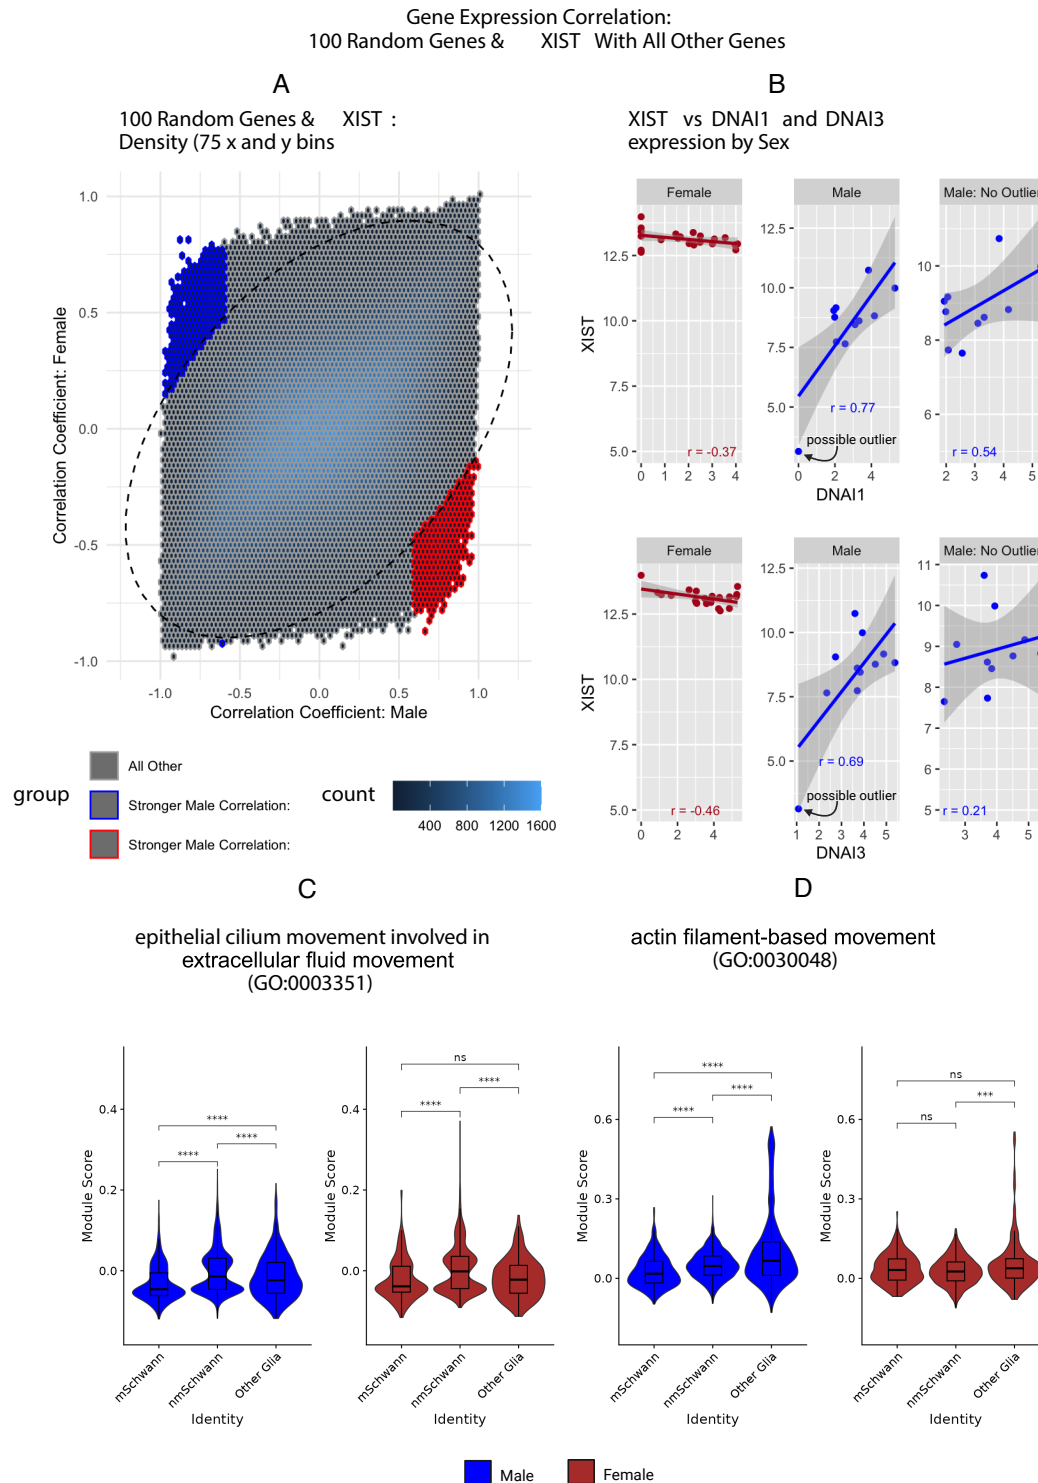 Gene Expression Correlation:
100 Random Genes & XIST With All Other Genes
A
100 Random Genes & XIST :
Density (75 x and y bins
1.0
0.5
0.0
-0.5
-1.0
Correlation Coefficient: Female
-1.0 -0.5 0.0 0.5 1.0
Correlation Coefficient: Male
group
All Other
Stronger Male Correlation:
Stronger Male Correlation:
count
400 800 1200 1600
B
XIST vs DNAI1 and DNAI3
expression by Sex
Female
12.5
10.0
7.5
5.0
XIST
r = -0.37
0 1 2 3 4
Male
12.5
10.0
7.5
5.0
r = 0.77
possible outlier
0 2 4
DNAI1
Male: No Outlier
10
8
6
r = 0.54
2 3 4 5
Female
12.5
10.0
7.5
5.0
XIST
r = -0.46
0 2 4
Male
12.5
10.0
7.5
5.0
r = 0.69
possible outlier
1 2 3 4 5
DNAI3
Male: No Outlier
11
10
9
8
7
6
5
r = 0.21
3 4 5
C
epithelial cilium movement involved in
extracellular fluid movement
(GO:0003351)
Module Score
0.4
0.2
0.0
****
**** ****
mSchwann nmSchwann Other Glia
Identity
Module Score
0.4
0.2
0.0
ns
****
****
mSchwann nmSchwann Other Glia
Identity
D
actin filament-based movement
(GO:0030048)
Module Score
0.6
0.3
0.0
****
****
****
mSchwann nmSchwann Other Glia
Identity
Module Score
0.6
0.3
0.0
ns
***
ns
mSchwann nmSchwann Other Glia
Identity
Male Female